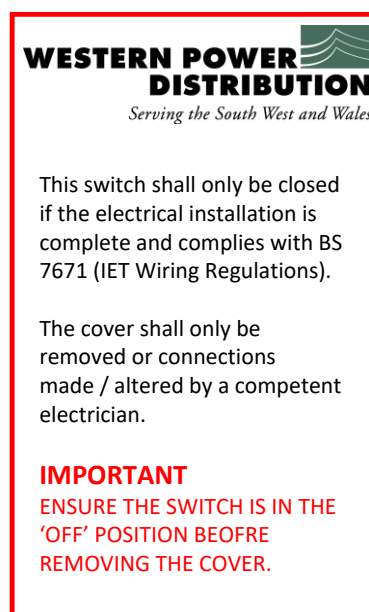 WESTERN POWER
DISTRIBUTION
Serving the South West and Wales
This switch shall only be closed
if the electrical installation is
complete and complies with BS
7671 (IET Wiring Regulations).
The cover shall only be
removed or connections
made / altered by a competent
electrician.
IMPORTANT
ENSURE THE SWITCH IS IN THE
‘OFF’ POSITION BEOFRE
REMOVING THE COVER.